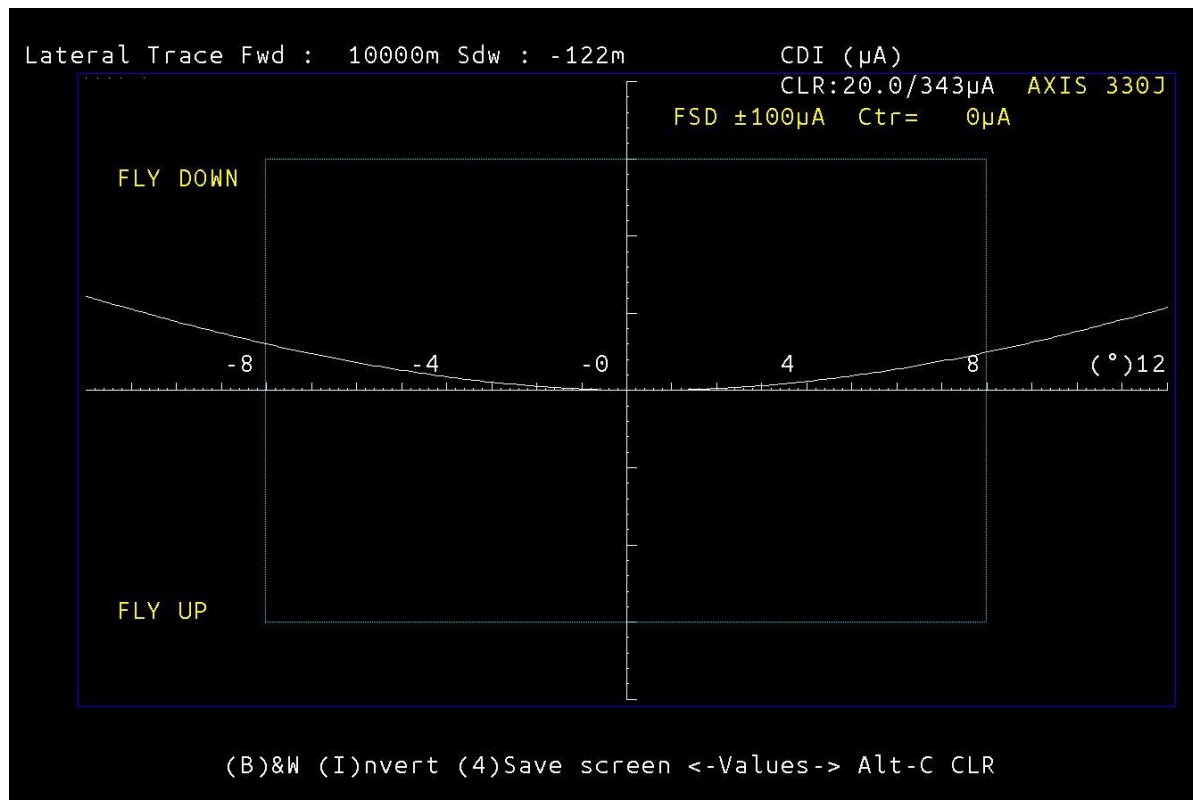 Lateral Trace Fwd : 10000m Sdw : -122m CDI (µA)
CLR:20.0/343µA AXIS 330J
FSD ±100µA Ctr= 0µA
FLY DOWN
-8 -4 -0 4 8 (°)12
FLY UP
(B)&W (I)nvert (4)Save screen <-Values-> Alt-C CLR